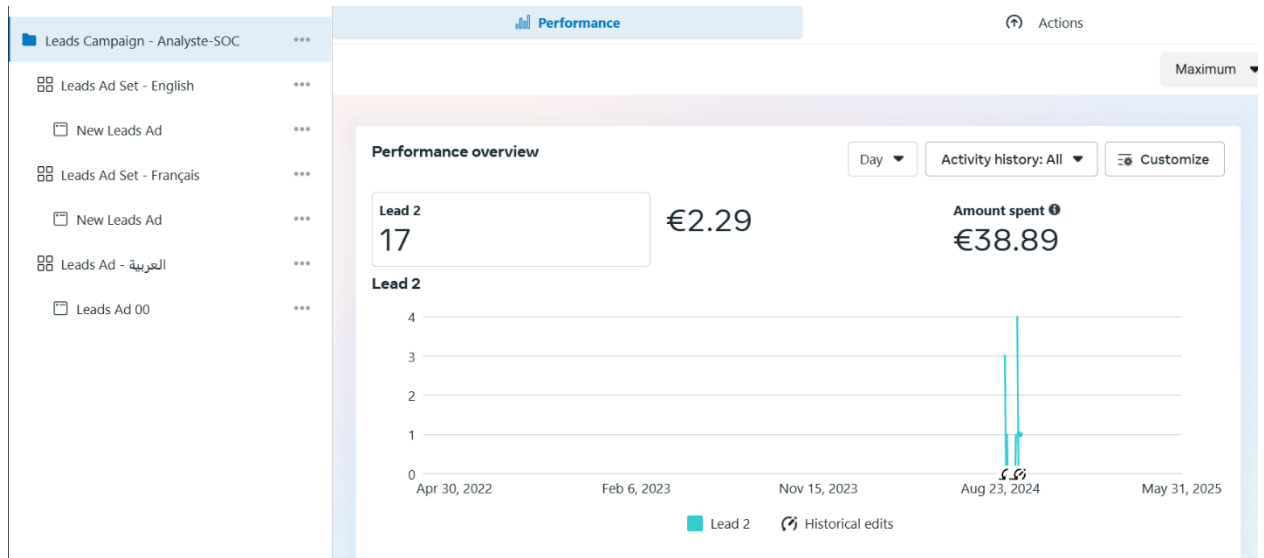 Leads Campaign - Analyste-SOC
Leads Ad Set - English
New Leads Ad
Leads Ad Set - Français
New Leads Ad
Leads Ad - العربية
Leads Ad 00
Performance
Actions
Maximum
Performance overview
Day
Activity history: All
Customize
Lead 2
17
€2.29
Amount spent
€38.89
Lead 2
4
3
2
1
0
Apr 30, 2022 Feb 6, 2023 Nov 15, 2023 Aug 23, 2024 May 31, 2025
Lead 2 Historical edits